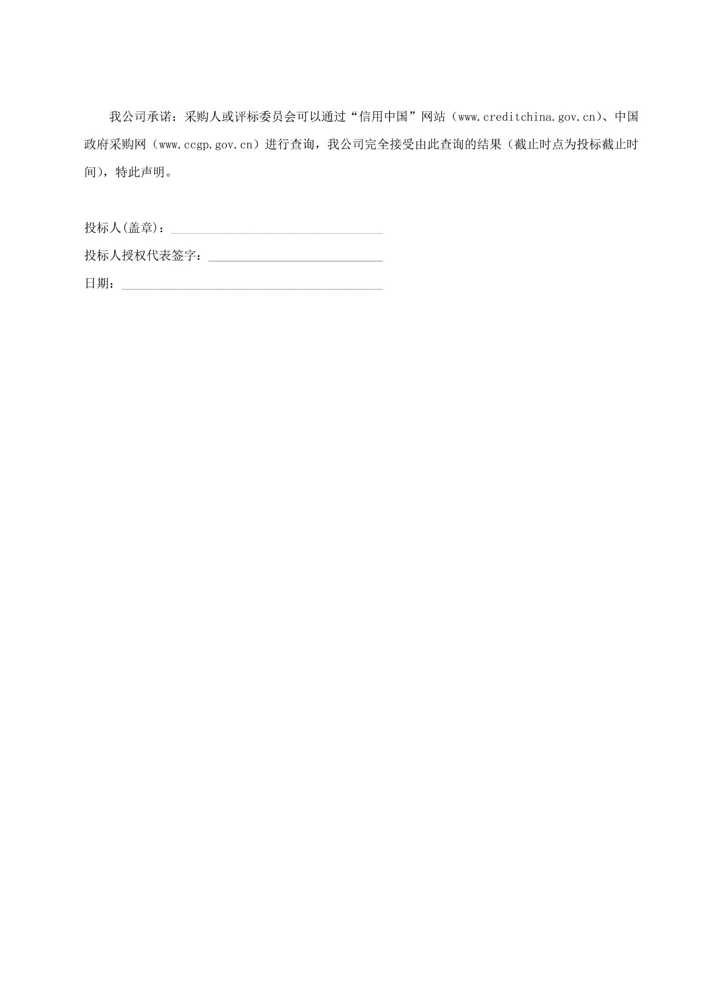 我公司承诺：采购人或评标委员会可以通过“信用中国”网站（www.creditchina.gov.cn）、中国
政府采购网（www.ccgp.gov.cn）进行查询，我公司完全接受由此查询的结果（截止时点为投标截止时
间），特此声明。
投标人(盖章)：
投标人授权代表签字：
日期：